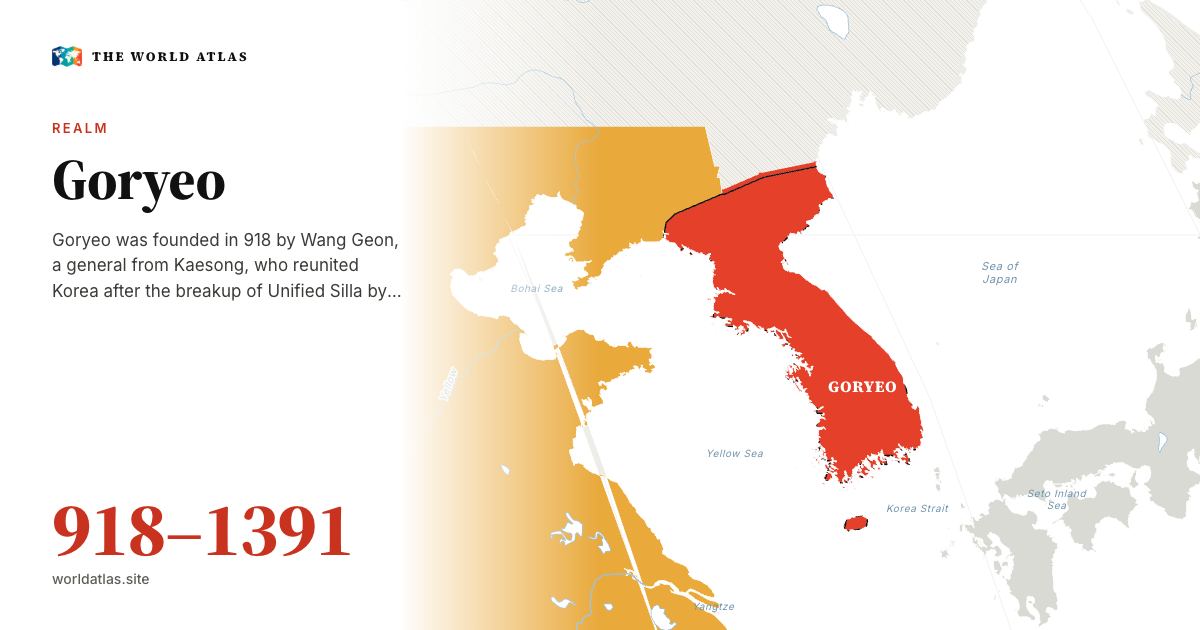 THE WORLD ATLAS
REALM
Goryeo
Goryeo was founded in 918 by Wang Geon,
a general from Kaesong, who reunited
Korea after the breakup of Unified Silla by...
918–1391
worldatlas.site
Bohai Sea
Yellow
Sea of
Japan
GORYEO
Yellow Sea
Korea Strait
Seto Inland
Sea
Yangtze